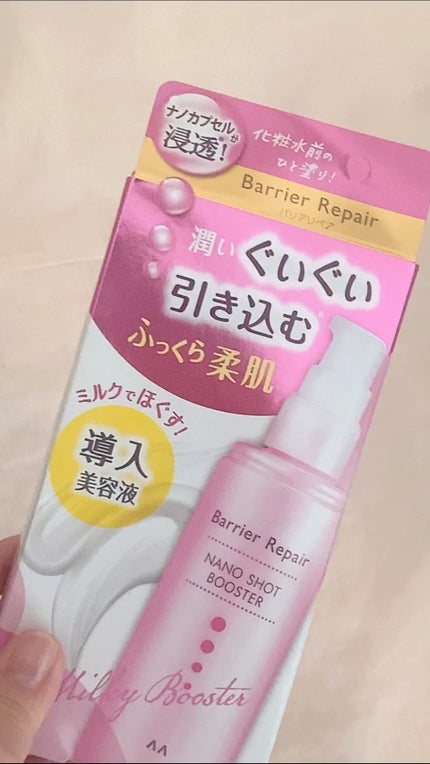 ナノカプセルが
浸透!
化粧水前の
ひと塗り!
Barrier Repair
バリアリペア
潤い ぐいぐい
引き込む
ふっくら柔肌
ミルクでほぐす!
導入
美容液
Barrier Repair
NANO SHOT
BOOSTER
Milky Booster